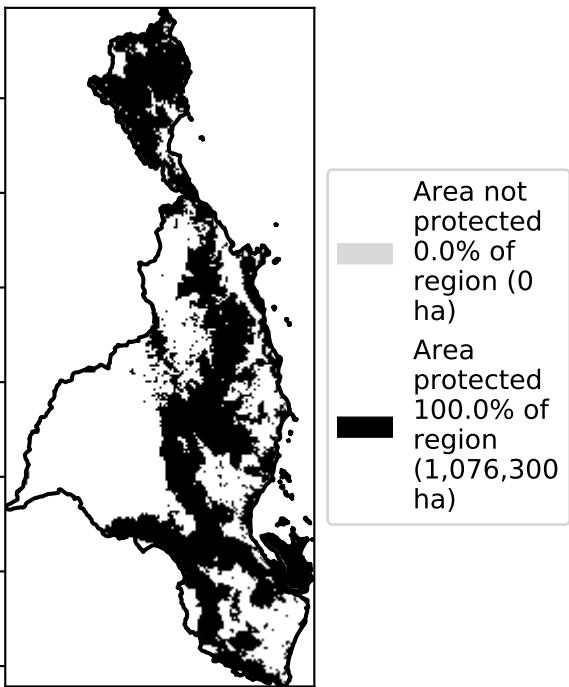 Area not
protected
0.0% of
region (0
ha)
Area
protected
100.0% of
region
(1,076,300
ha)